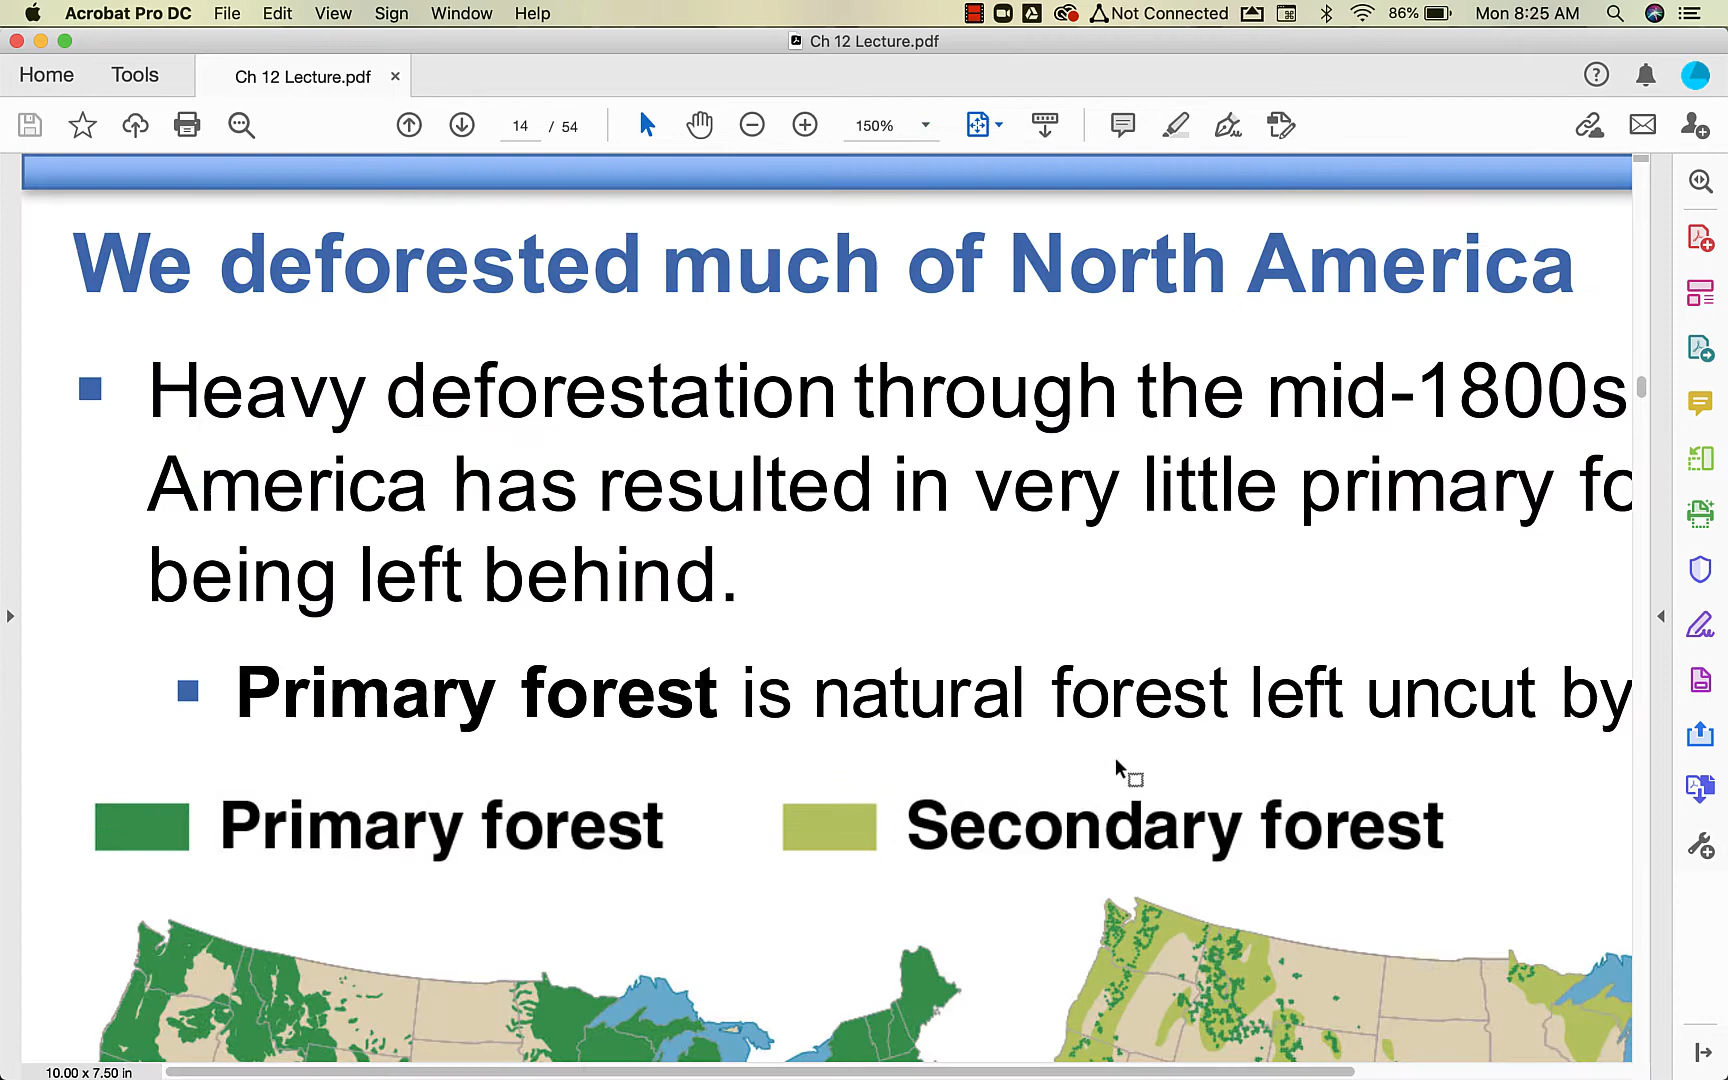 Acrobat Pro DC File Edit View Sign Window Help Not Connected 86% Mon 8:25 AM
Ch 12 Lecture.pdf
Home Tools Ch 12 Lecture.pdf ×
14 / 54 150%
We deforested much of North America
Heavy deforestation through the mid-1800s
America has resulted in very little primary fo
being left behind.
Primary forest is natural forest left uncut by
Primary forest Secondary forest
10.00 x 7.50 in